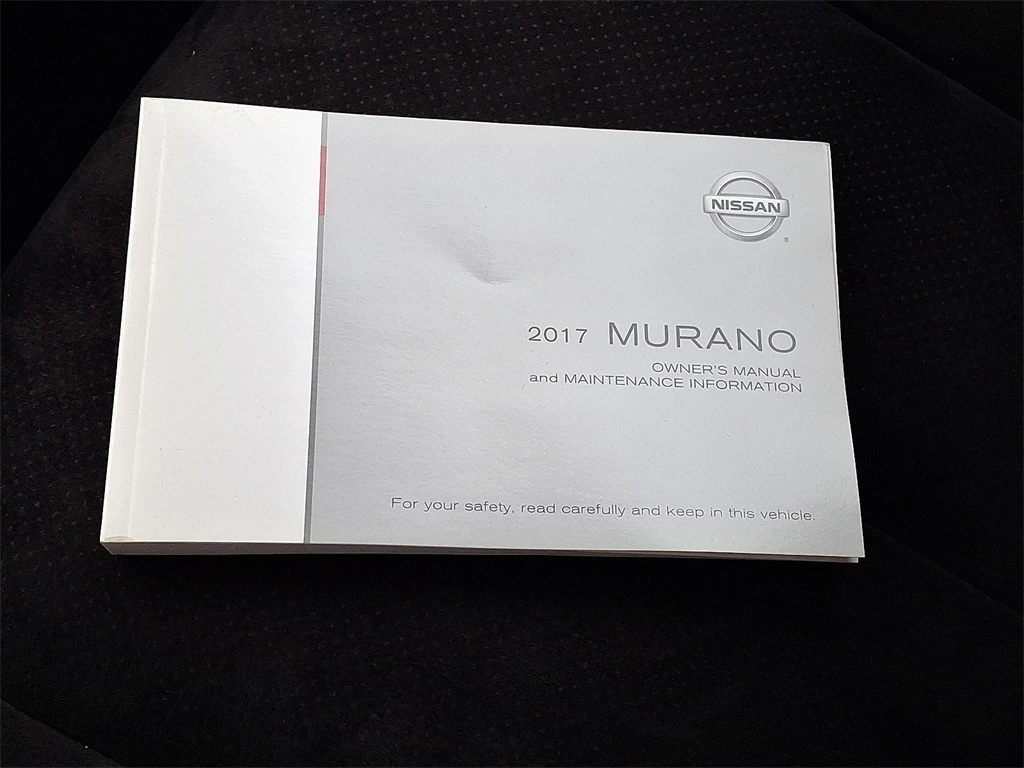 NISSAN
®
2017 MURANO
OWNER'S MANUAL
and MAINTENANCE INFORMATION
For your safety, read carefully and keep in this vehicle.